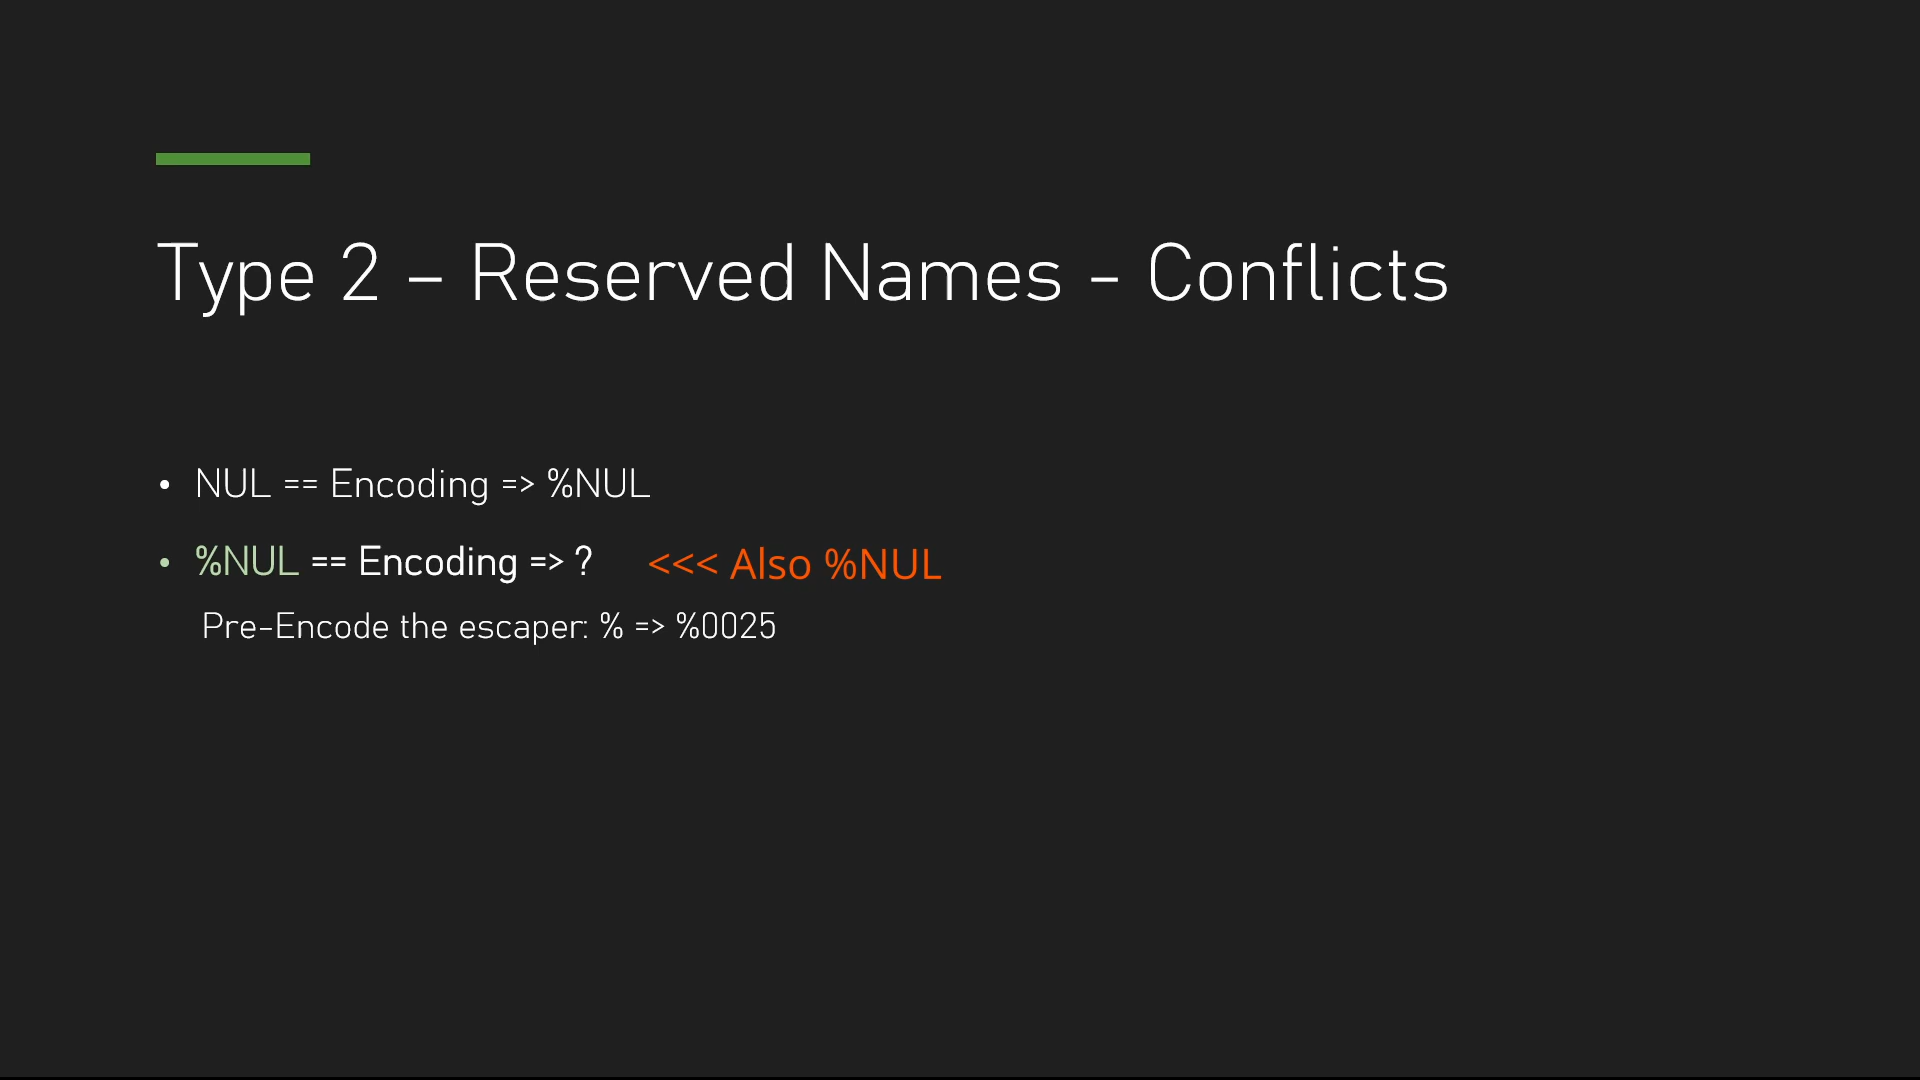 Type 2 – Reserved Names - Conflicts
• NUL == Encoding => %NUL
• %NUL == Encoding => ? <<< Also %NUL
Pre-Encode the escaper: % => %0025